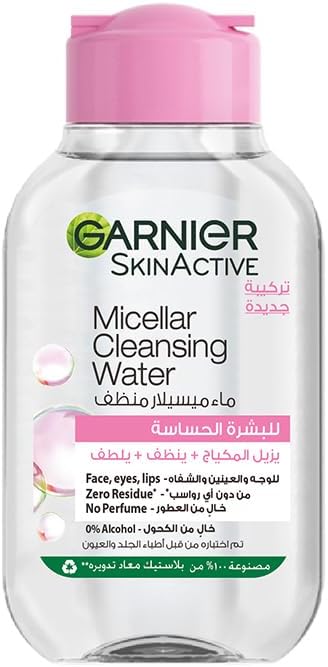 GARNIER
SKINACTIVE
تركيبة
جديدة
Micellar
Cleansing
Water
ماء ميسيلار منظف
للبشرة الحساسة
يزيل المكياج + ينظف + يلطف
Face, eyes, lips - للوجه والعينين والشفاه
Zero Residue* - من دون أي رواسب*
No Perfume - خالٍ من العطور
0% Alcohol - خالٍ من الكحول
تم اختباره من قبل أطباء الجلد والعيون
مصنوعة ١٠٠% من بلاستيك معاد تدويره**